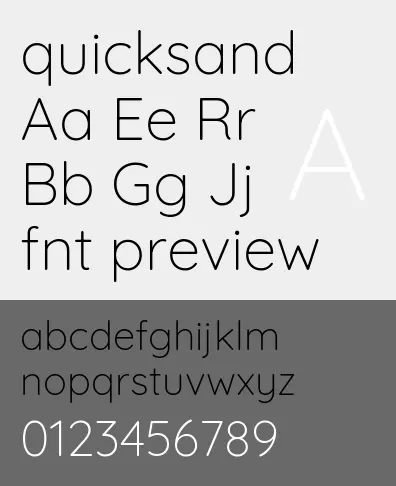 quicksand
Aa Ee Rr
A
Bb Gg Jj
fnt preview
abcdefghijklm
nopqrstuvwxyz
0123456789